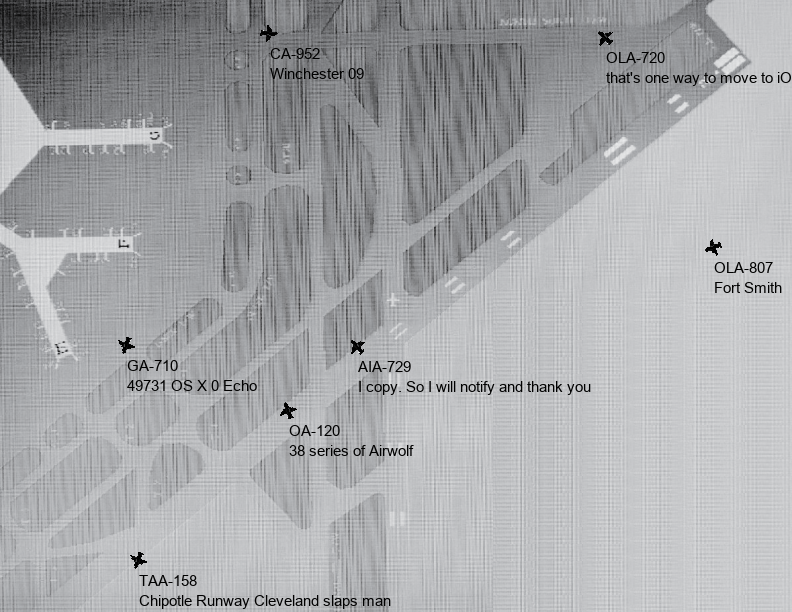 CA-952
Winchester 09
OLA-720
that's one way to move to iO
OLA-807
Fort Smith
GA-710
49731 OS X 0 Echo
AIA-729
I copy. So I will notify and thank you
OA-120
38 series of Airwolf
TAA-158
Chipotle Runway Cleveland slaps man